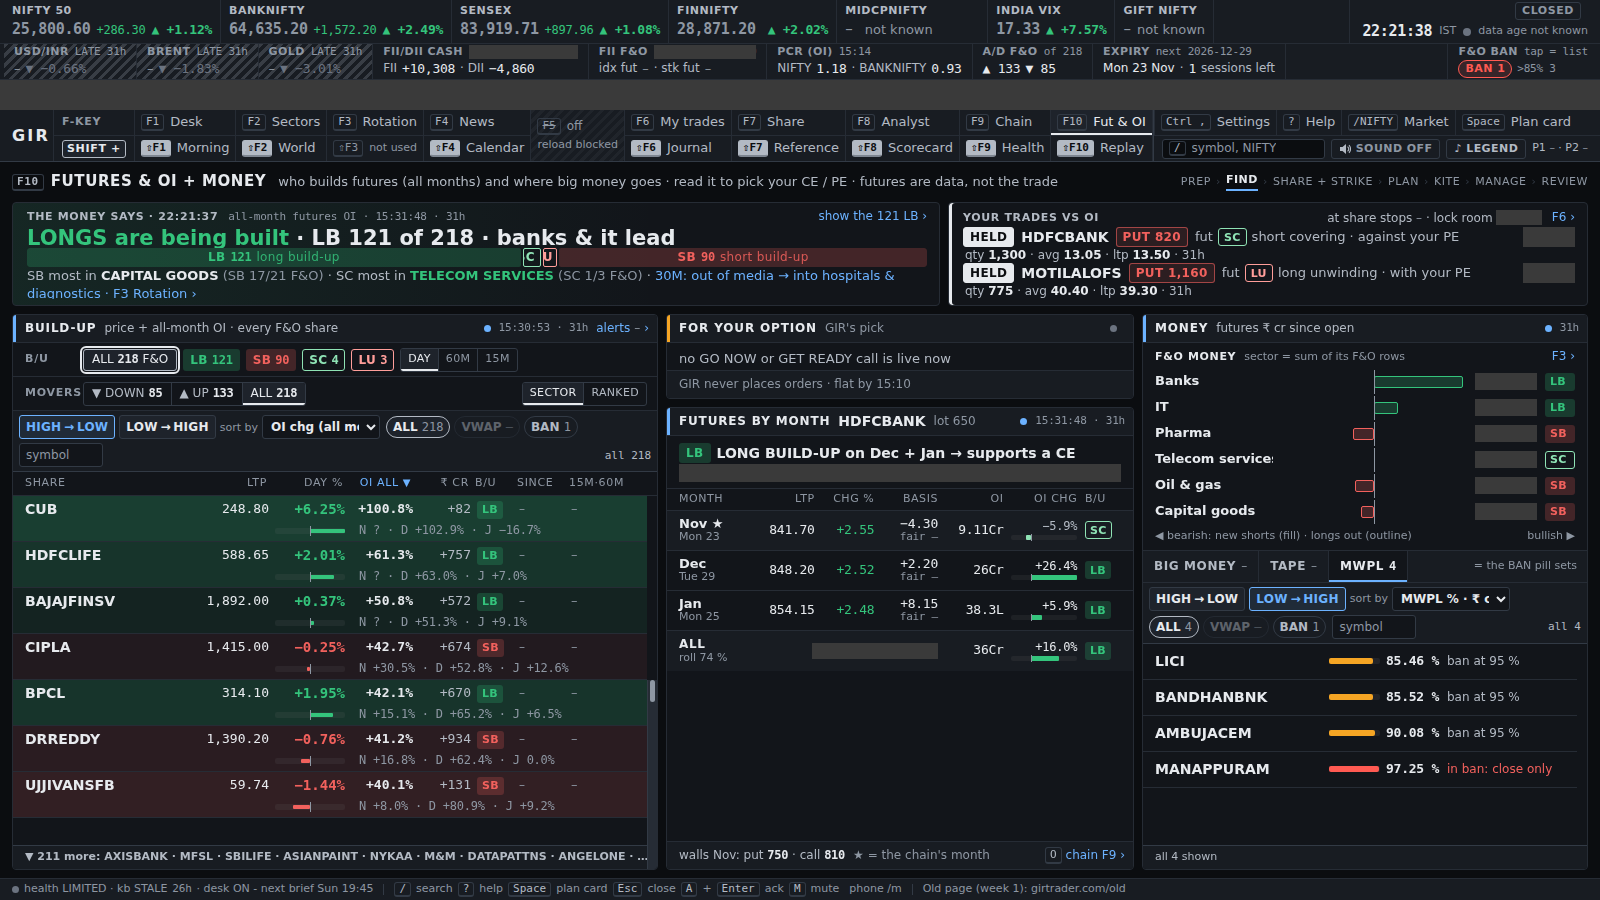 NIFTY 50 BANKNIFTY SENSEX FINNIFTY MIDCPNIFTY INDIA VIX GIFT NIFTY CLOSED
25,800.60 +286.30 ▲ +1.12% 64,635.20 +1,572.20 ▲ +2.49% 83,919.71 +897.96 ▲ +1.08% 28,871.20 ▲ +2.02% – not known 17.33 ▲ +7.57% – not known 22:21:38 IST data age not known
USD/INR LATE 31h BRENT LATE 31h GOLD LATE 31h FII/DII CASH FII F&O PCR (OI) 15:14 A/D F&O of 218 EXPIRY next 2026-12-29 F&O BAN tap = list
– ▼ −0.66% – ▼ −1.83% – ▼ −3.01% FII +10,308 · DII −4,860 idx fut – · stk fut – NIFTY 1.18 · BANKNIFTY 0.93 ▲ 133 ▼ 85 Mon 23 Nov · 1 sessions left BAN 1 >85% 3
GIR F-KEY F1 Desk F2 Sectors F3 Rotation F4 News F5 off F6 My trades F7 Share F8 Analyst F9 Chain F10 Fut & OI Ctrl , Settings ? Help /NIFTY Market Space Plan card
SHIFT + ⇧F1 Morning ⇧F2 World ⇧F3 not used ⇧F4 Calendar reload blocked ⇧F6 Journal ⇧F7 Reference ⇧F8 Scorecard ⇧F9 Health ⇧F10 Replay / symbol, NIFTY SOUND OFF ♪ LEGEND P1 – · P2 –
F10 FUTURES & OI + MONEY who builds futures (all months) and where big money goes · read it to pick your CE / PE · futures are data, not the trade PREP › FIND › SHARE + STRIKE › PLAN › KITE › MANAGE › REVIEW
THE MONEY SAYS · 22:21:37 all-month futures OI · 15:31:48 · 31h show the 121 LB ›
LONGS are being built · LB 121 of 218 · banks & it lead
LB 121 long build-up C U SB 90 short build-up
SB most in CAPITAL GOODS (SB 17/21 F&O) · SC most in TELECOM SERVICES (SC 1/3 F&O) · 30M: out of media → into hospitals &
diagnostics · F3 Rotation ›
YOUR TRADES VS OI at share stops – · lock room F6 ›
HELD HDFCBANK PUT 820 fut SC short covering · against your PE
qty 1,300 · avg 13.05 · ltp 13.50 · 31h
HELD MOTILALOFS PUT 1,160 fut LU long unwinding · with your PE
qty 775 · avg 40.40 · ltp 39.30 · 31h
BUILD-UP price + all-month OI · every F&O share 15:30:53 · 31h alerts – ›
B/U ALL 218 F&O LB 121 SB 90 SC 4 LU 3 DAY 60M 15M
MOVERS ▼ DOWN 85 ▲ UP 133 ALL 218 SECTOR RANKED
HIGH→LOW LOW→HIGH sort by OI chg (all mo ALL 218 VWAP – BAN 1
symbol all 218
SHARE LTP DAY % OI ALL ▼ ₹ CR B/U SINCE 15M·60M
CUB 248.80 +6.25% +100.8% +82 LB – –
N ? · D +102.9% · J −16.7%
HDFCLIFE 588.65 +2.01% +61.3% +757 LB – –
N ? · D +63.0% · J +7.0%
BAJAJFINSV 1,892.00 +0.37% +50.8% +572 LB – –
N ? · D +51.3% · J +9.1%
CIPLA 1,415.00 −0.25% +42.7% +674 SB – –
N +30.5% · D +52.8% · J +12.6%
BPCL 314.10 +1.95% +42.1% +670 LB – –
N +15.1% · D +65.2% · J +6.5%
DRREDDY 1,390.20 −0.76% +41.2% +934 SB – –
N +16.8% · D +62.4% · J 0.0%
UJJIVANSFB 59.74 −1.44% +40.1% +131 SB – –
N +8.0% · D +80.9% · J +9.2%
▼ 211 more: AXISBANK · MFSL · SBILIFE · ASIANPAINT · NYKAA · M&M · DATAPATTNS · ANGELONE · …
FOR YOUR OPTION GIR's pick
no GO NOW or GET READY call is live now
GIR never places orders · flat by 15:10
FUTURES BY MONTH HDFCBANK lot 650 15:31:48 · 31h
LB LONG BUILD-UP on Dec + Jan → supports a CE
MONTH LTP CHG % BASIS OI OI CHG B/U
Nov ★ 841.70 +2.55 −4.30 9.11Cr −5.9% SC
Mon 23 fair –
Dec 848.20 +2.52 +2.20 26Cr +26.4% LB
Tue 29 fair –
Jan 854.15 +2.48 +8.15 38.3L +5.9% LB
Mon 25 fair –
ALL 36Cr +16.0% LB
roll 74 %
walls Nov: put 750 · call 810 ★ = the chain's month O chain F9 ›
MONEY futures ₹ cr since open 31h
F&O MONEY sector = sum of its F&O rows F3 ›
Banks LB
IT LB
Pharma SB
Telecom services SC
Oil & gas SB
Capital goods SB
◀ bearish: new shorts (fill) · longs out (outline) bullish ▶
BIG MONEY – TAPE – MWPL 4 = the BAN pill sets
HIGH→LOW LOW→HIGH sort by MWPL % · ₹ c
ALL 4 VWAP – BAN 1 symbol all 4
LICI 85.46 % ban at 95 %
BANDHANBNK 85.52 % ban at 95 %
AMBUJACEM 90.08 % ban at 95 %
MANAPPURAM 97.25 % in ban: close only
all 4 shown
health LIMITED · kb STALE 26h · desk ON - next brief Sun 19:45 / search ? help Space plan card Esc close A + Enter ack M mute phone /m Old page (week 1): girtrader.com/old